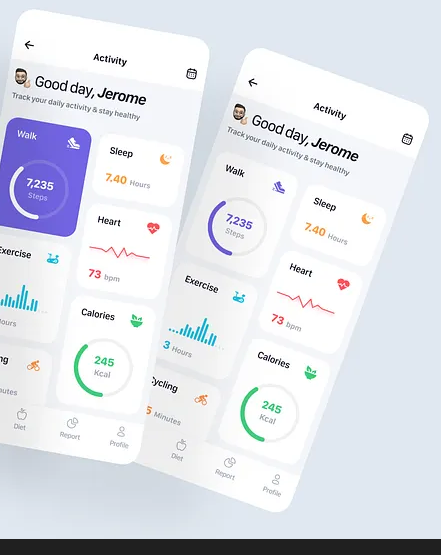 Activity
Good day, Jerome
Track your daily activity & stay healthy
Walk
7,235
Steps
Sleep
7.40 Hours
Heart
73 bpm
Exercise
Calories
245
Kcal
Diet
Report
Profile
Activity
Good day, Jerome
Track your daily activity & stay healthy
Walk
7,235
Steps
Sleep
7.40 Hours
Heart
73 bpm
Exercise
3 Hours
Calories
245
Kcal
Cycling
5 Minutes
Diet
Report
Profile